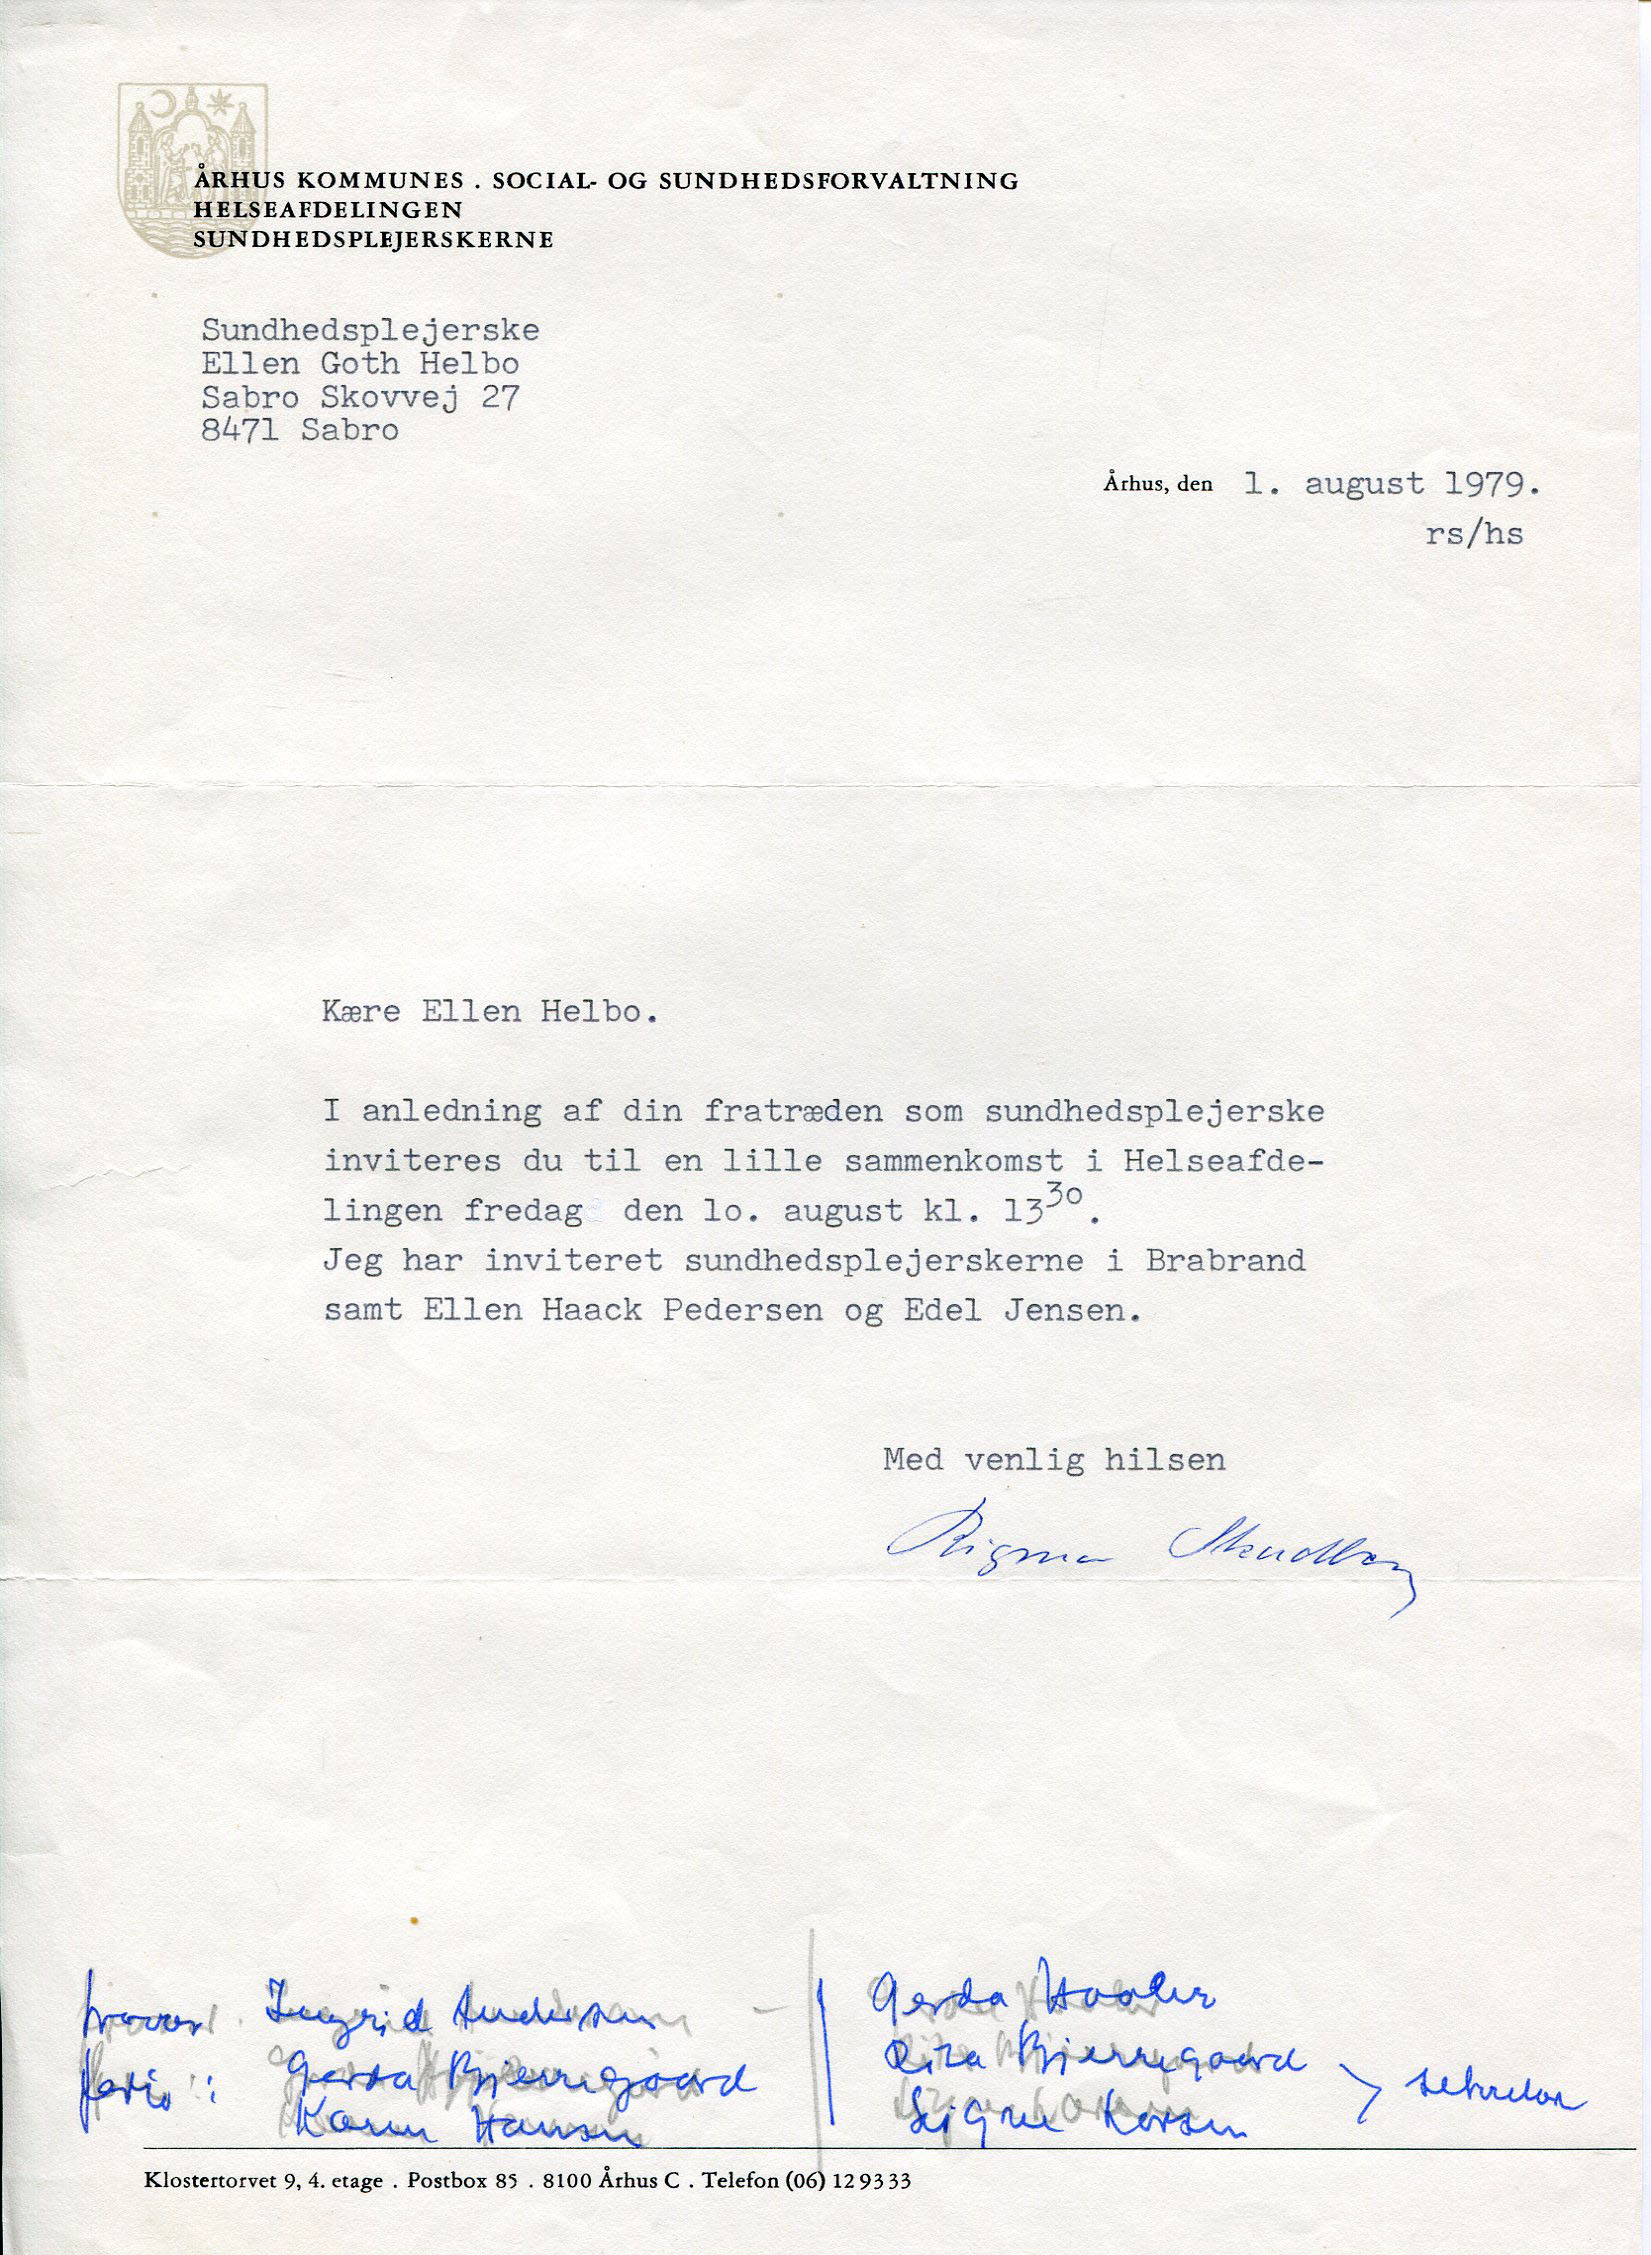 ÅRHUS KOMMUNES . SOCIAL- OG SUNDHEDSFORVALTNING
HELSEAFDELINGEN
SUNDHEDSPLEJERSKERNE
Sundhedsplejerske
Ellen Goth Helbo
Sabro Skovvej 27
8471 Sabro
Århus, den 1. august 1979.
rs/hs
Kære Ellen Helbo.
I anledning af din fratræden som sundhedsplejerske
inviteres du til en lille sammenkomst i Helseafde-
lingen fredag den lo. august kl. 13³⁰.
Jeg har inviteret sundhedsplejerskerne i Brabrand
samt Ellen Haack Pedersen og Edel Jensen.
Med venlig hilsen
Rigmor
Ingrid Andersen
ferie : Gerda Bjerregaard
Karen Hansen
Gerda
Rita Bjerregaard
Signe
Klostertorvet 9, 4. etage . Postbox 85 . 8100 Århus C . Telefon (06) 12 93 33